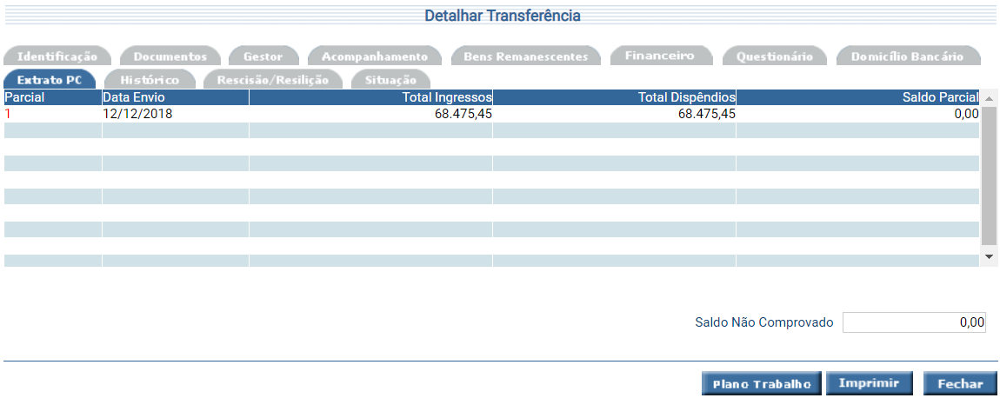 Detalhar Transferência
Identificação Documentos Gestor Acompanhamento Bens Remanescentes Financeiro Questionário Domicílio Bancário
Extrato PC Histórico Rescisão/Resilição Situação
Parcial Data Envio Total Ingressos Total Dispêndios Saldo Parcial
1 12/12/2018 68.475,45 68.475,45 0,00
Saldo Não Comprovado 0,00
Plano Trabalho Imprimir Fechar